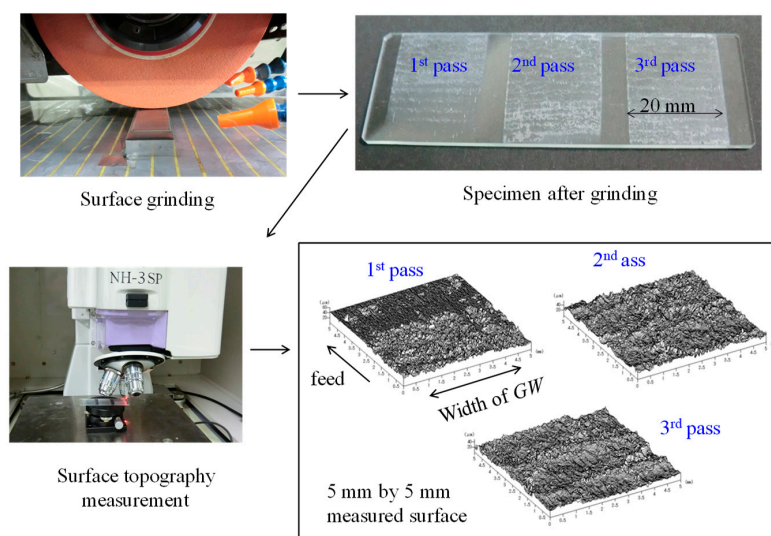 1st pass
2nd pass
3rd pass
20 mm
Surface grinding
Specimen after grinding
NH-3SP
1st pass
2nd ass
feed
Width of GW
3rd pass
Surface topography
measurement
5 mm by 5 mm
measured surface